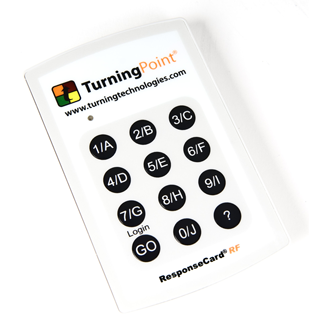 TurningPoint®
www.turningtechnologies.com
1/A 2/B 3/C
4/D 5/E 6/F
7/G 8/H 9/I
Login
GO 0/J ?
ResponseCard® RF